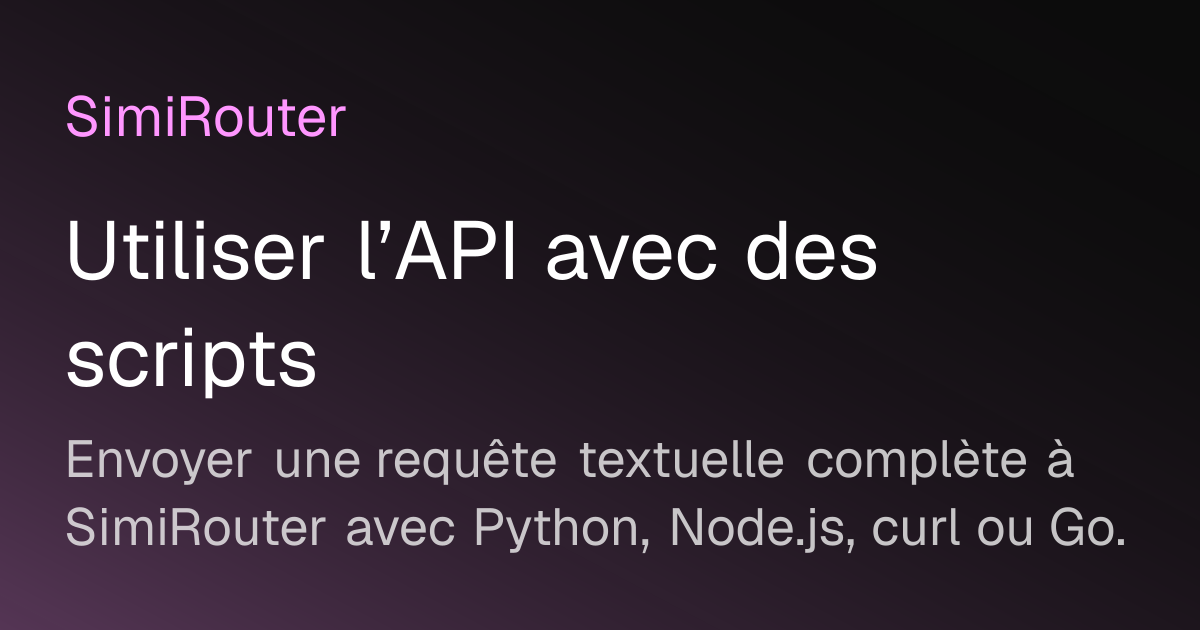 SimiRouter
Utiliser l’API avec des
scripts
Envoyer une requête textuelle complète à
SimiRouter avec Python, Node.js, curl ou Go.